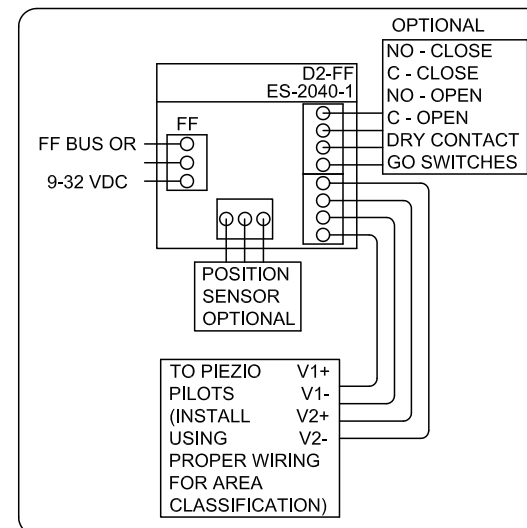 OPTIONAL
NO - CLOSE
C - CLOSE
NO - OPEN
C - OPEN
DRY CONTACT
GO SWITCHES
D2-FF
ES-2040-1
FF
FF BUS OR
9-32 VDC
POSITION
SENSOR
OPTIONAL
TO PIEZIO V1+
PILOTS V1-
(INSTALL V2+
USING V2-
PROPER WIRING
FOR AREA
CLASSIFICATION)